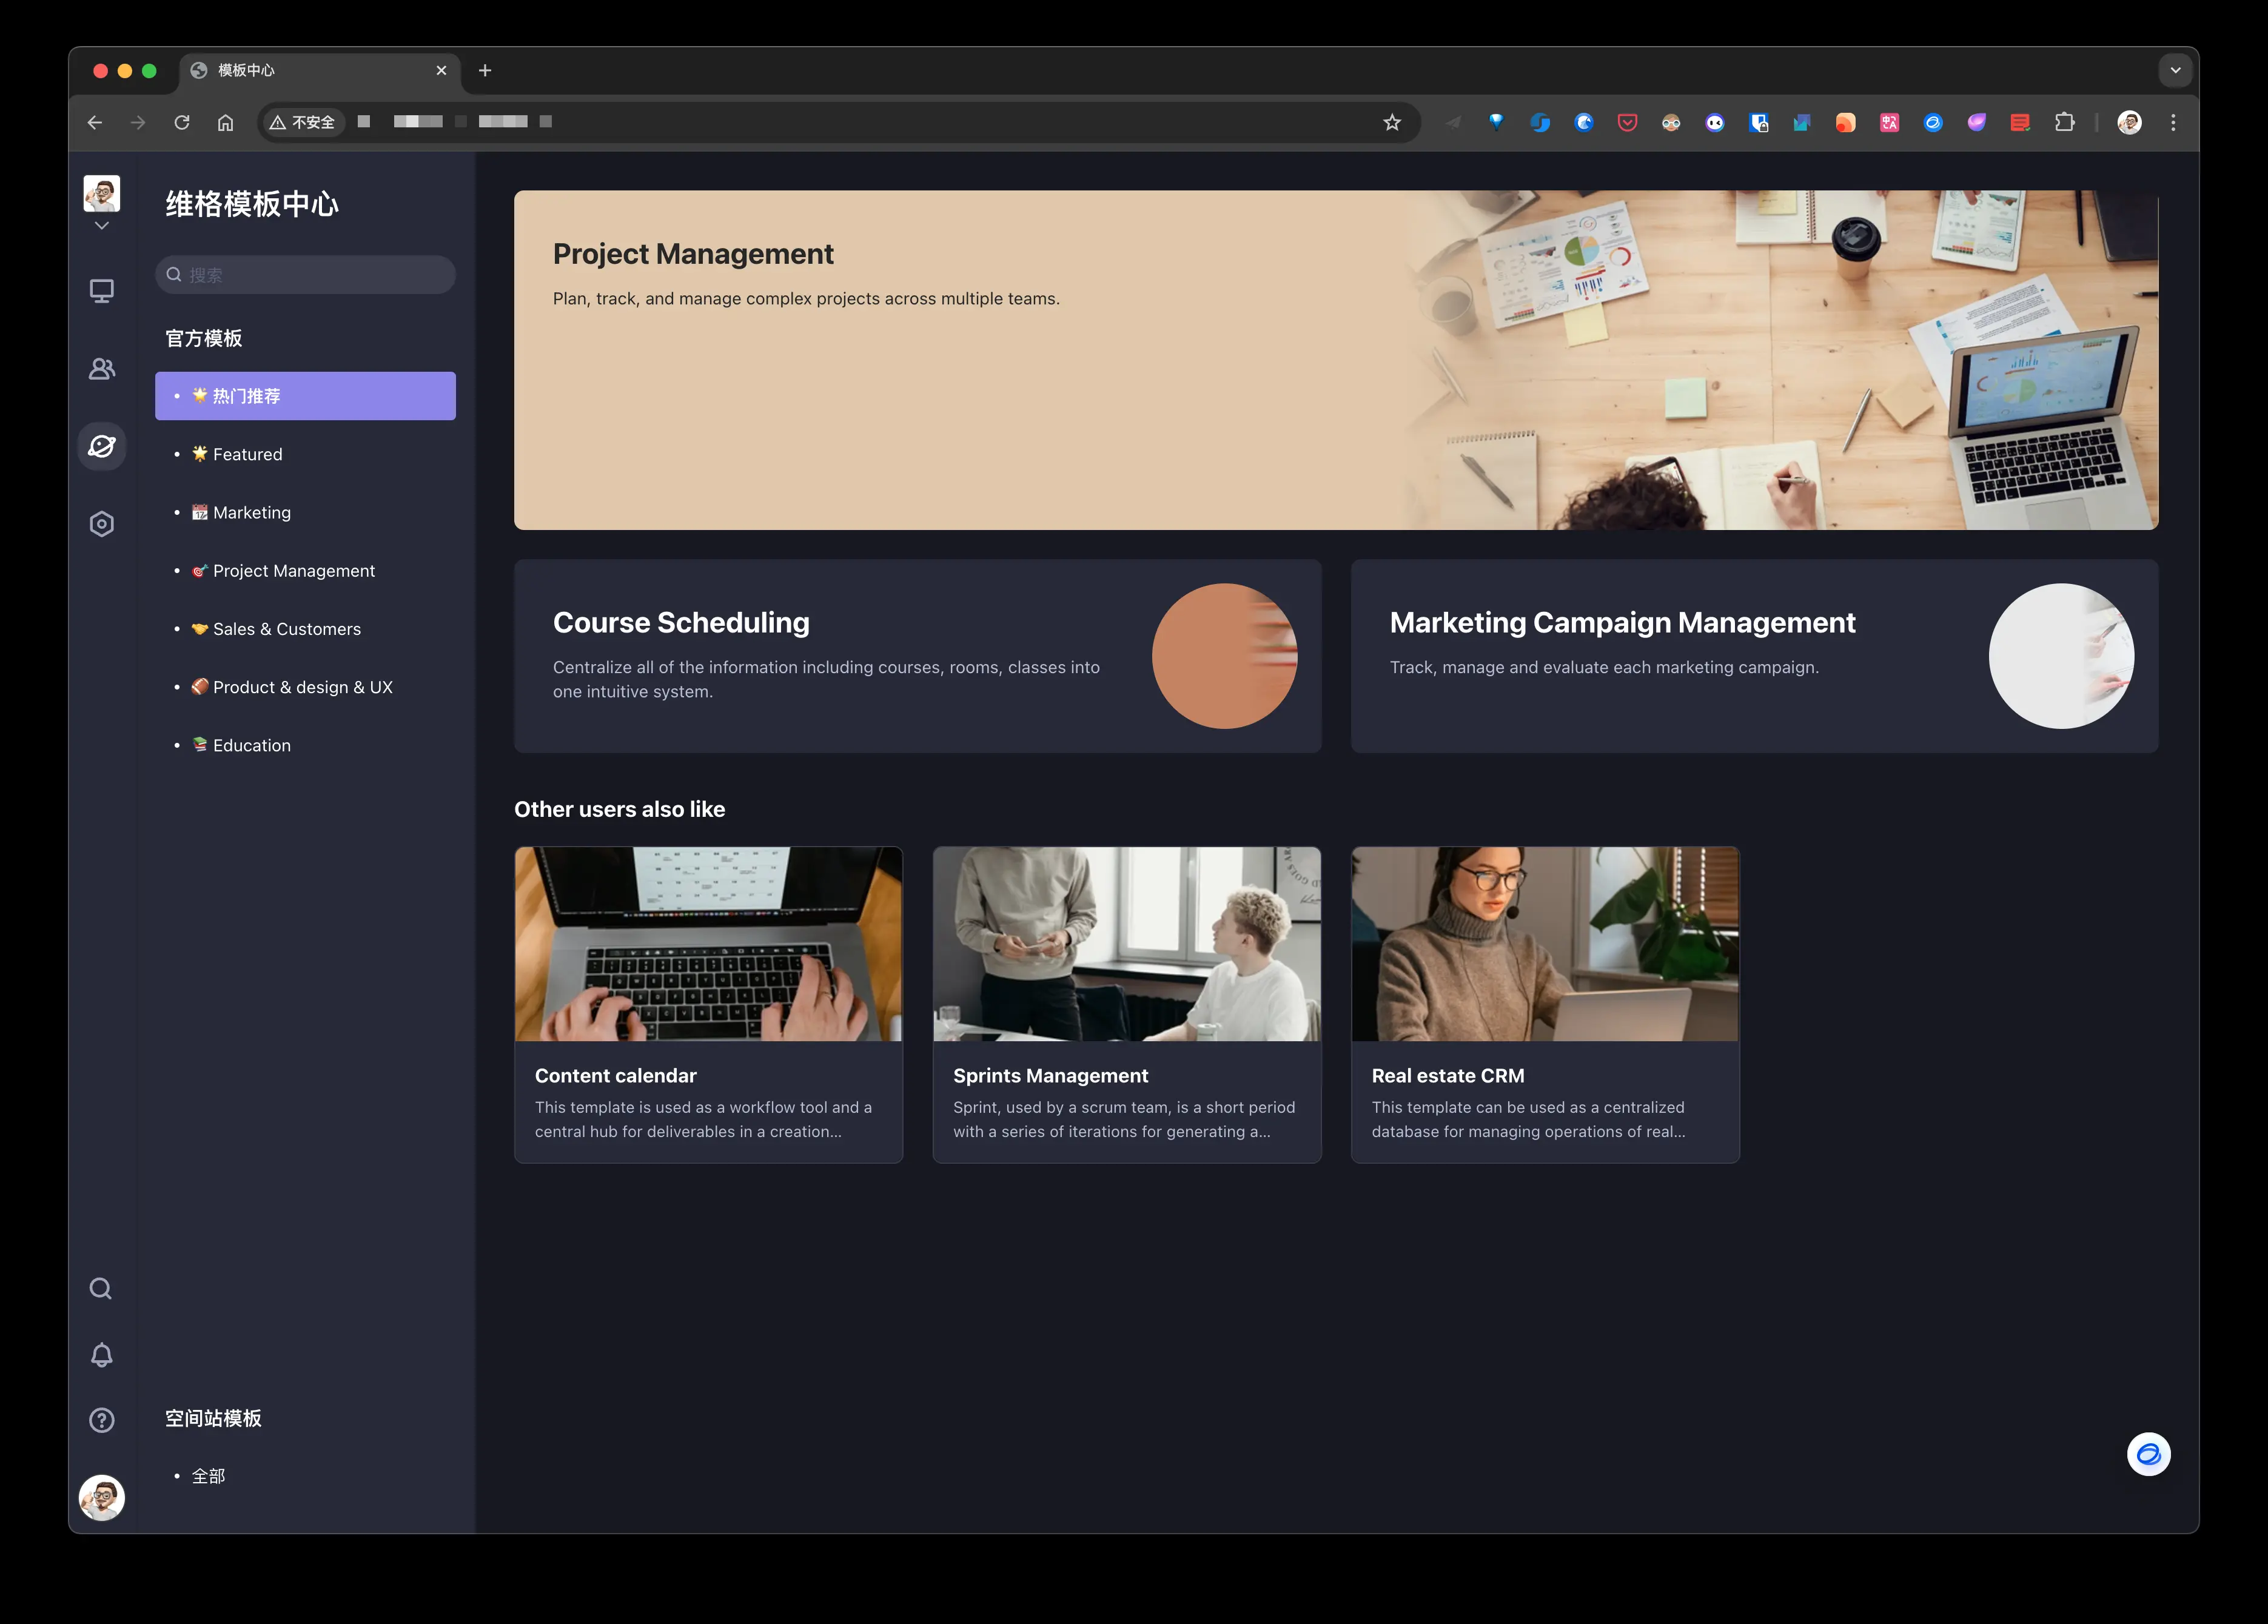 模板中心
不安全
维格模板中心
搜索
官方模板
🌟 热门推荐
🌟 Featured
📆 Marketing
🎯 Project Management
🤝 Sales & Customers
🏈 Product & design & UX
📚 Education
空间站模板
全部
Project Management
Plan, track, and manage complex projects across multiple teams.
Course Scheduling
Centralize all of the information including courses, rooms, classes into
one intuitive system.
Marketing Campaign Management
Track, manage and evaluate each marketing campaign.
Other users also like
Content calendar
This template is used as a workflow tool and a
central hub for deliverables in a creation...
Sprints Management
Sprint, used by a scrum team, is a short period
with a series of iterations for generating a...
Real estate CRM
This template can be used as a centralized
database for managing operations of real...